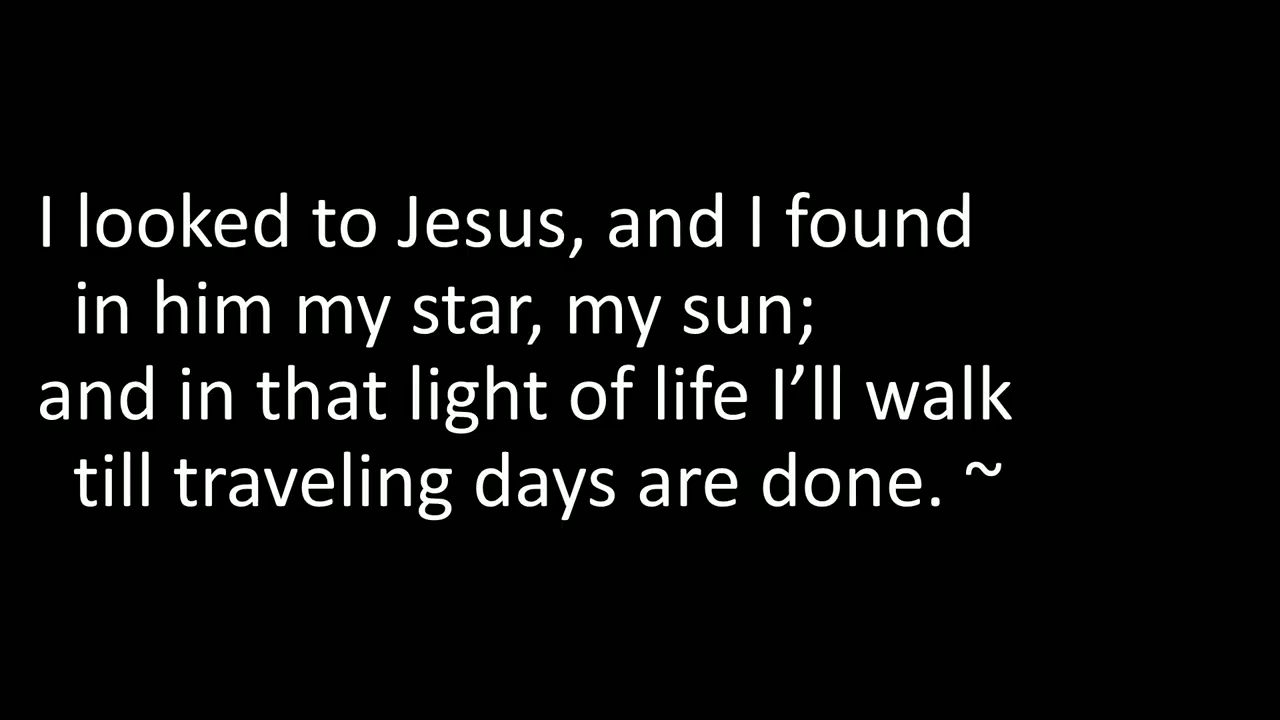 I looked to Jesus, and I found
in him my star, my sun;
and in that light of life I’ll walk
till traveling days are done. ~